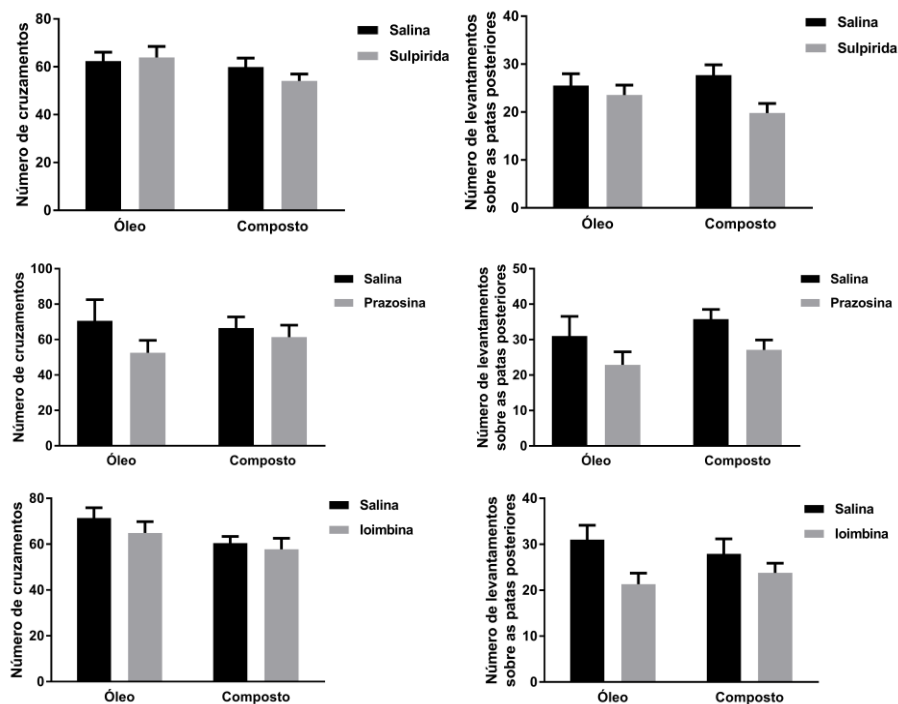 Número de cruzamentos
80
60
40
20
0
Óleo
Composto
Salina
Sulpirida
Número de levantamentos
sobre as patas posteriores
40
30
20
10
0
Óleo
Composto
Salina
Sulpirida
Número de cruzamentos
100
80
60
40
20
0
Óleo
Composto
Salina
Prazosina
Número de levantamentos
sobre as patas posteriores
50
40
30
20
10
0
Óleo
Composto
Salina
Prazosina
Número de cruzamentos
80
60
40
20
0
Óleo
Composto
Salina
Ioimbina
Número de levantamentos
sobre as patas posteriores
40
30
20
10
0
Óleo
Composto
Salina
Ioimbina